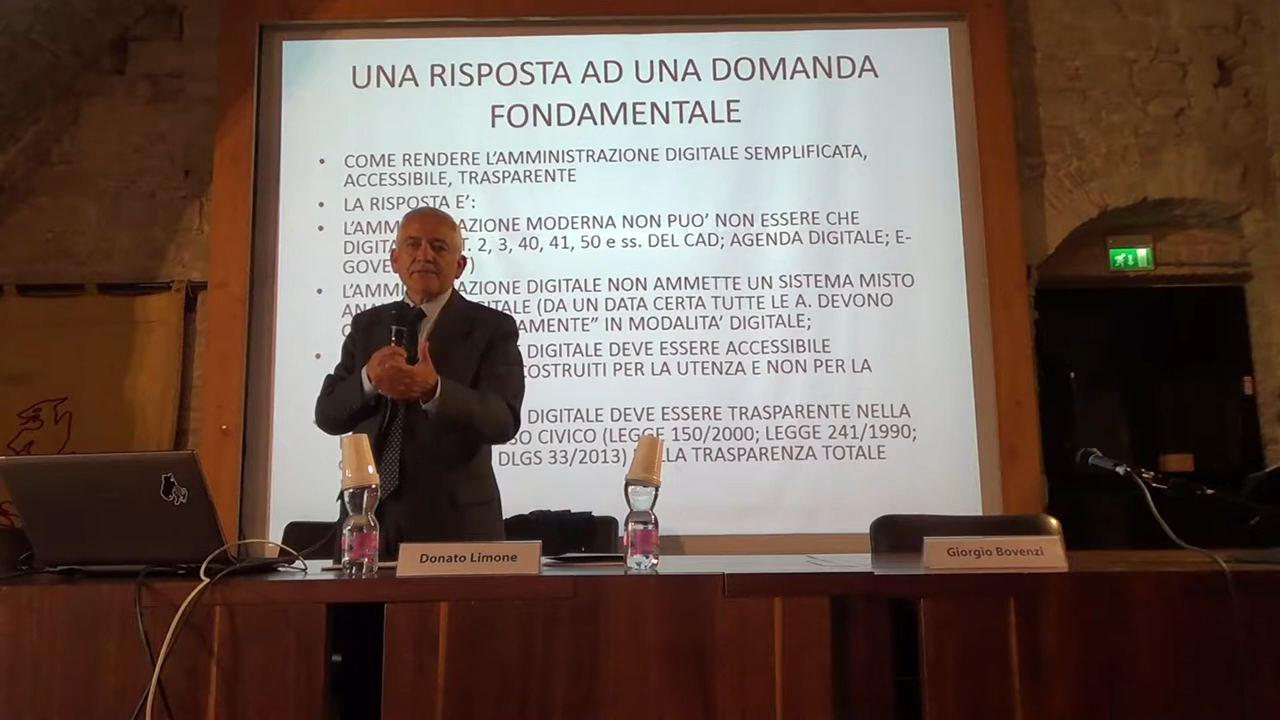 UNA RISPOSTA AD UNA DOMANDA
FONDAMENTALE
• COME RENDERE L'AMMINISTRAZIONE DIGITALE SEMPLIFICATA,
ACCESSIBILE, TRASPARENTE
• LA RISPOSTA E':
• L'AMM AZIONE MODERNA NON PUO' NON ESSERE CHE
DIGITA T. 2, 3, 40, 41, 50 e ss. DEL CAD; AGENDA DIGITALE; E-
GOVE )
• L'AMM AZIONE DIGITALE NON AMMETTE UN SISTEMA MISTO
ANA GITALE (DA UN DATA CERTA TUTTE LE A. DEVONO
AMENTE" IN MODALITA' DIGITALE;
• DIGITALE DEVE ESSERE ACCESSIBILE
COSTRUITI PER LA UTENZA E NON PER LA
DIGITALE DEVE ESSERE TRASPARENTE NELLA
SO CIVICO (LEGGE 150/2000; LEGGE 241/1990;
DLGS 33/2013) LLA TRASPARENZA TOTALE
Donato Limone
Giorgio Bovenzi